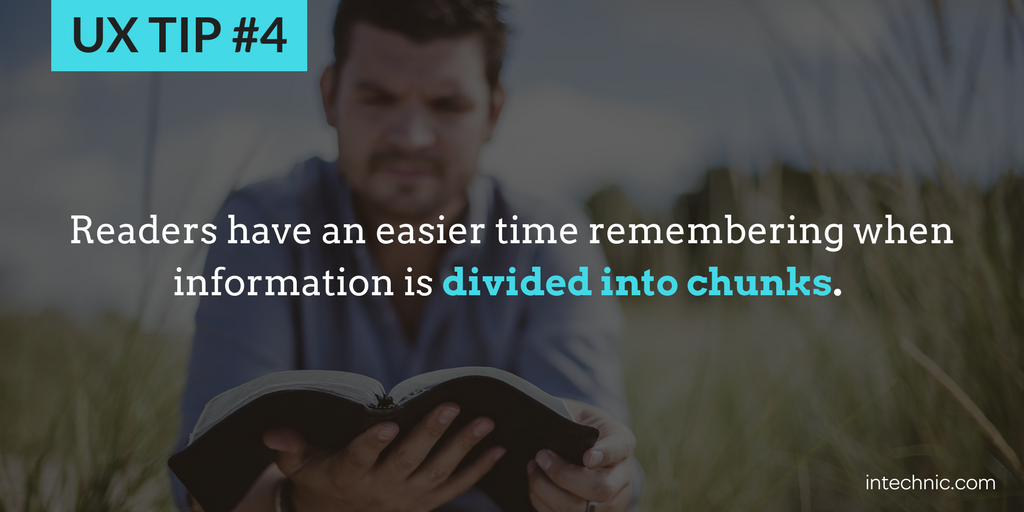 UX TIP #4
Readers have an easier time remembering when
information is divided into chunks.
intechnic.com